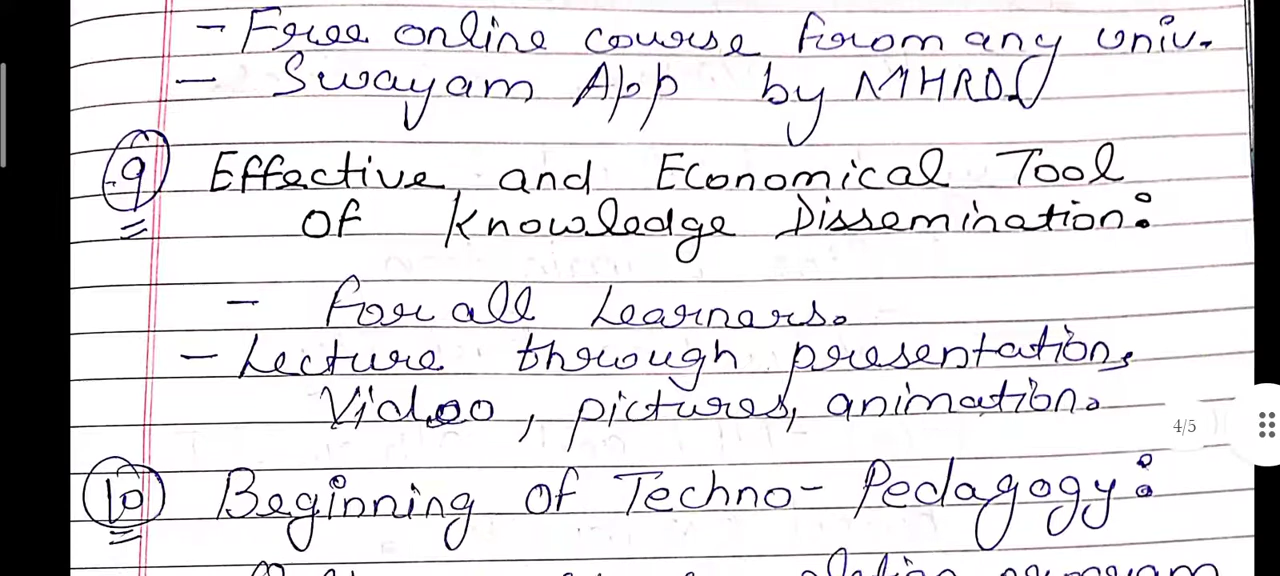 - Free online course from any univ.
- Swayam App by MHRD
9 Effective and Economical Tool
of Knowledge Dissemination:
- For all Learners.
- Lecture through presentation,
Video, pictures, animation.
4/5
10 Beginning of Techno-Pedagogy: